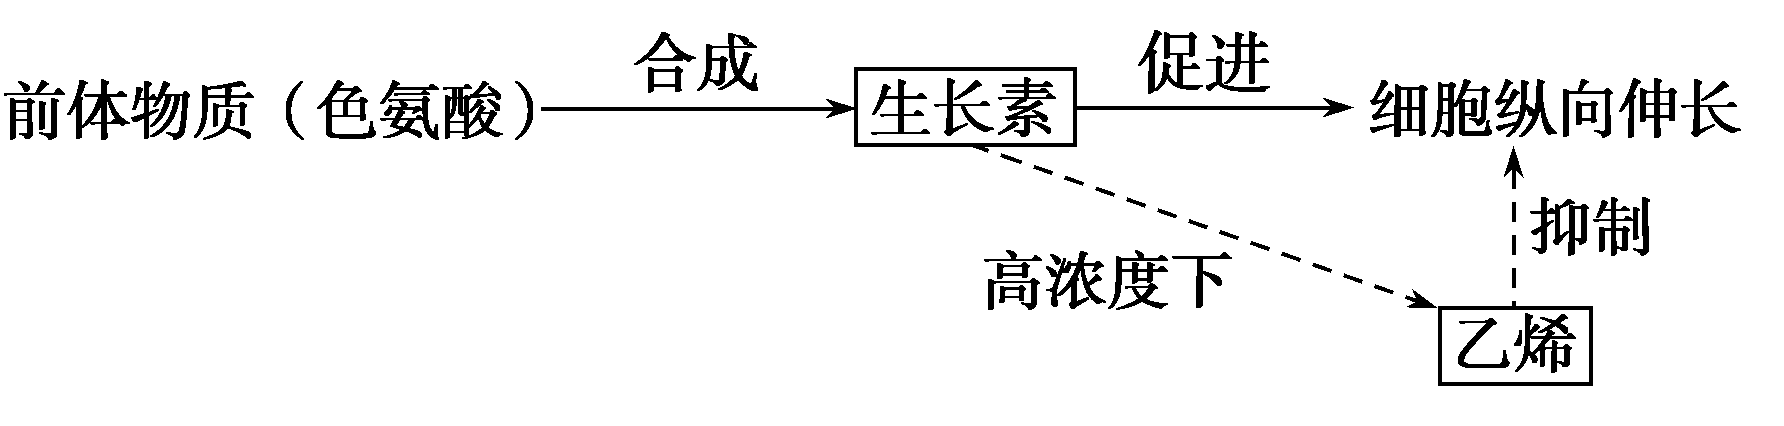 合成
促进
前体物质（色氨酸）
生长素
细胞纵向伸长
抑制
高浓度下
乙烯